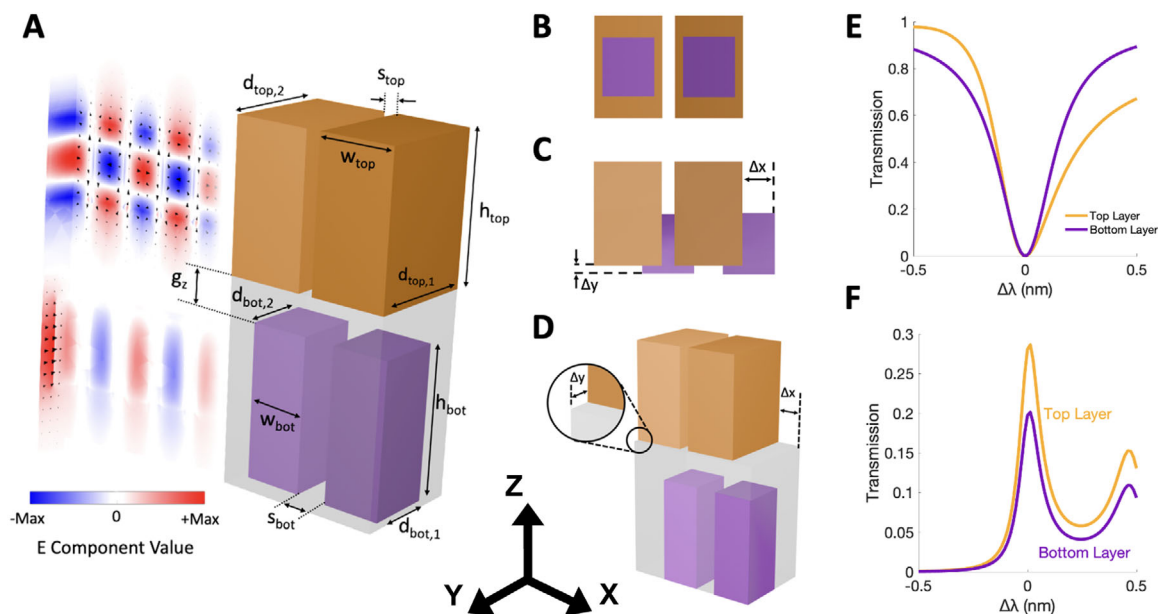 A
s_top
d_top,2
w_top
h_top
g_z
d_top,1
d_bot,2
w_bot
h_bot
s_bot
d_bot,1
-Max 0 +Max
E Component Value
B
C
Δx
Δy
D
Δy
Δx
Z
Y
X
E
Transmission
1
0.8
0.6
0.4
0.2
0
-0.5 0 0.5
Δλ (nm)
Top Layer
Bottom Layer
F
Transmission
0.3
0.25
0.2
0.15
0.1
0.05
0
-0.5 0 0.5
Δλ (nm)
Top Layer
Bottom Layer